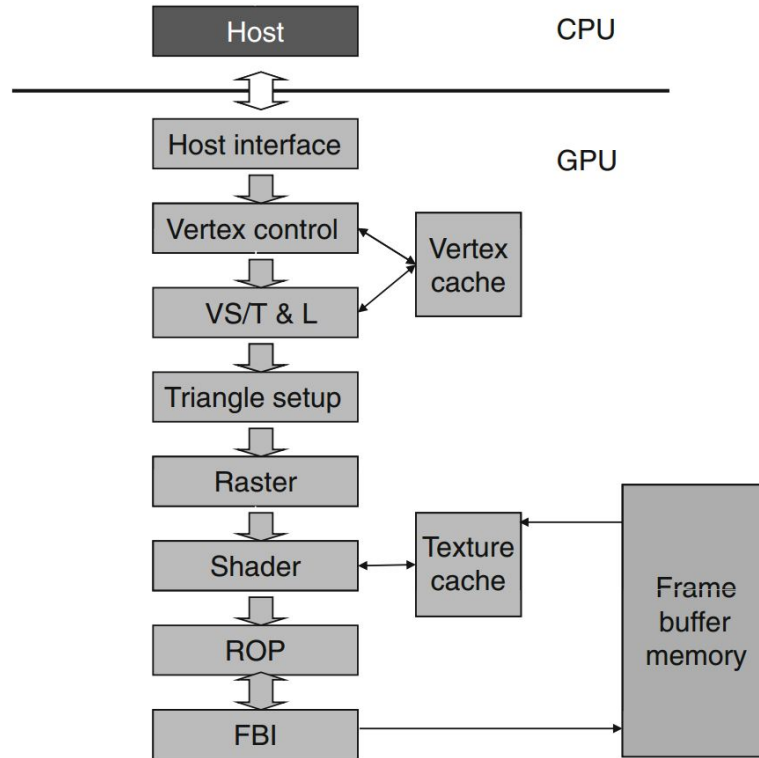 Host
CPU
Host interface
GPU
Vertex control
Vertex
cache
VS/T & L
Triangle setup
Raster
Shader
Texture
cache
Frame
buffer
memory
ROP
FBI